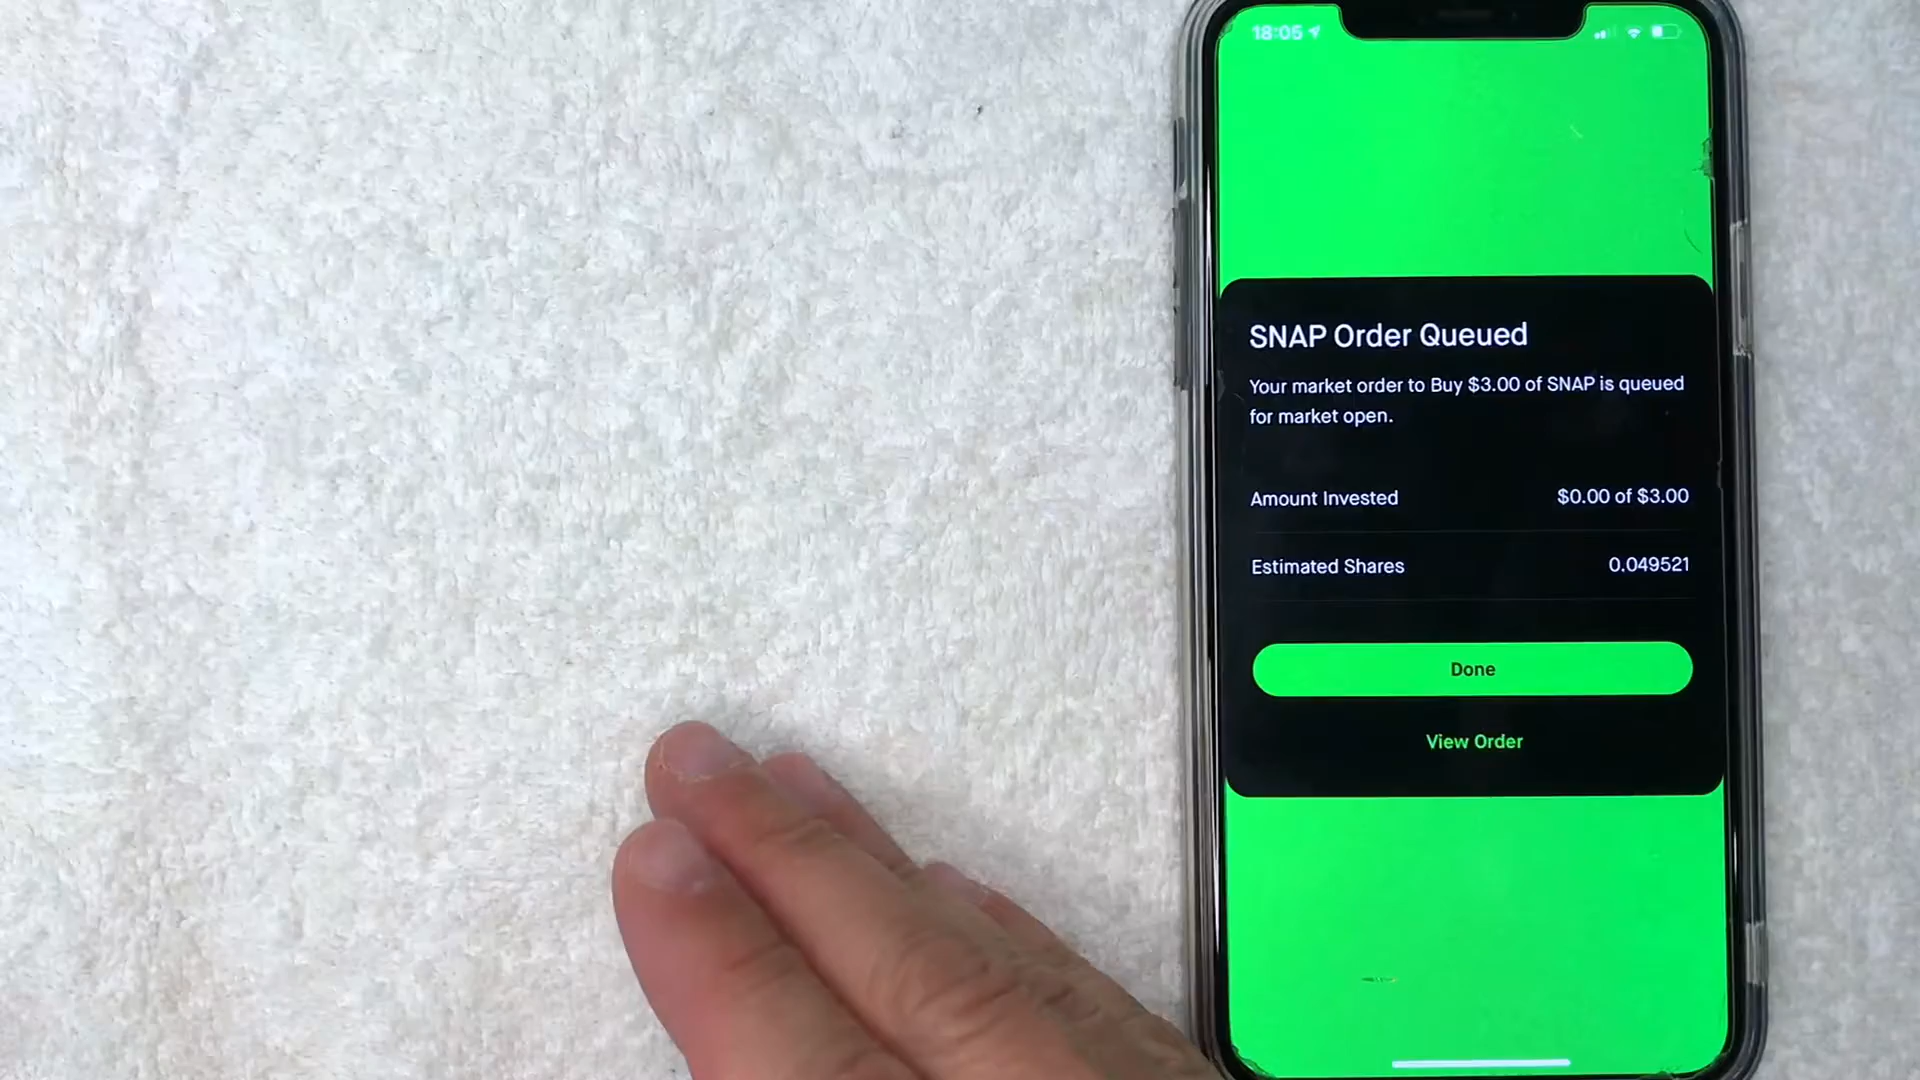 18:05
SNAP Order Queued
Your market order to Buy $3.00 of SNAP is queued
for market open.
Amount Invested $0.00 of $3.00
Estimated Shares 0.049521
Done
View Order